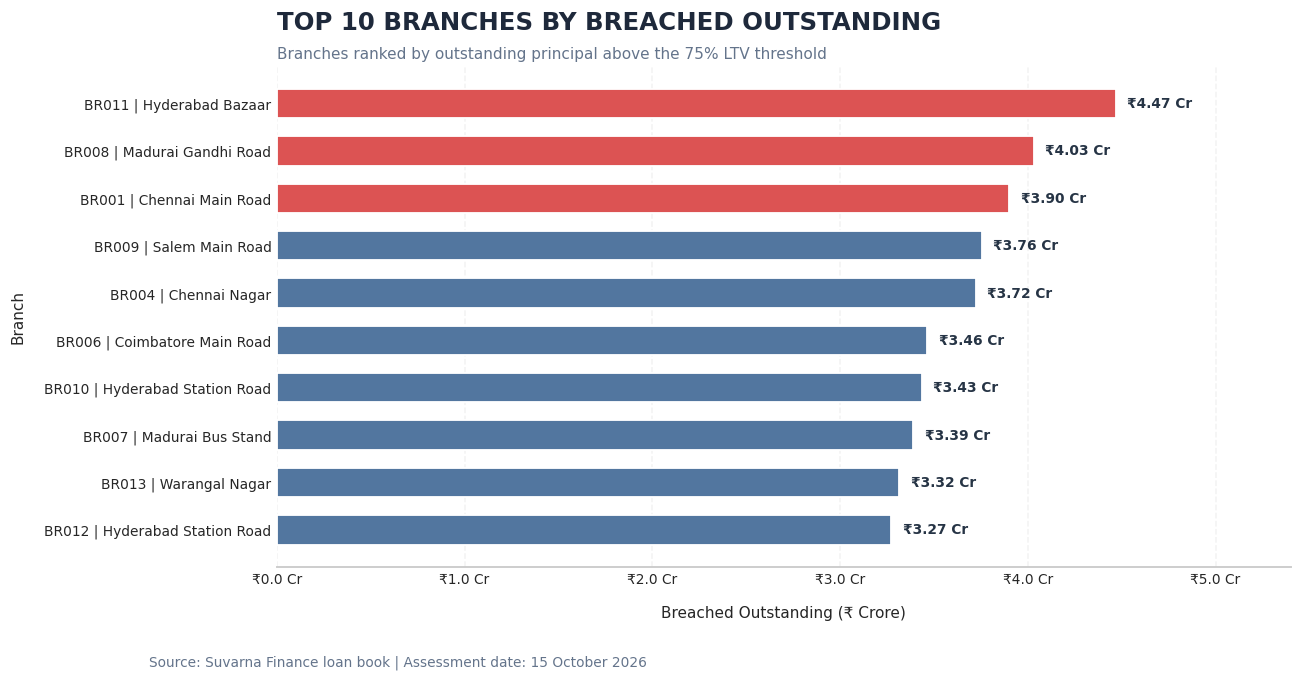 TOP 10 BRANCHES BY BREACHED OUTSTANDING
Branches ranked by outstanding principal above the 75% LTV threshold
BR011 | Hyderabad Bazaar ₹4.47 Cr
BR008 | Madurai Gandhi Road ₹4.03 Cr
BR001 | Chennai Main Road ₹3.90 Cr
BR009 | Salem Main Road ₹3.76 Cr
BR004 | Chennai Nagar ₹3.72 Cr
BR006 | Coimbatore Main Road ₹3.46 Cr
BR010 | Hyderabad Station Road ₹3.43 Cr
BR007 | Madurai Bus Stand ₹3.39 Cr
BR013 | Warangal Nagar ₹3.32 Cr
BR012 | Hyderabad Station Road ₹3.27 Cr
Branch
₹0.0 Cr ₹1.0 Cr ₹2.0 Cr ₹3.0 Cr ₹4.0 Cr ₹5.0 Cr
Breached Outstanding (₹ Crore)
Source: Suvarna Finance loan book | Assessment date: 15 October 2026